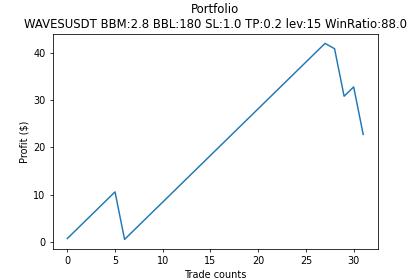 Portfolio
WAVESUSDT BBM:2.8 BBL:180 SL:1.0 TP:0.2 lev:15 WinRatio:88.0
40
30
20
10
0
Profit ($)
0 5 10 15 20 25 30
Trade counts